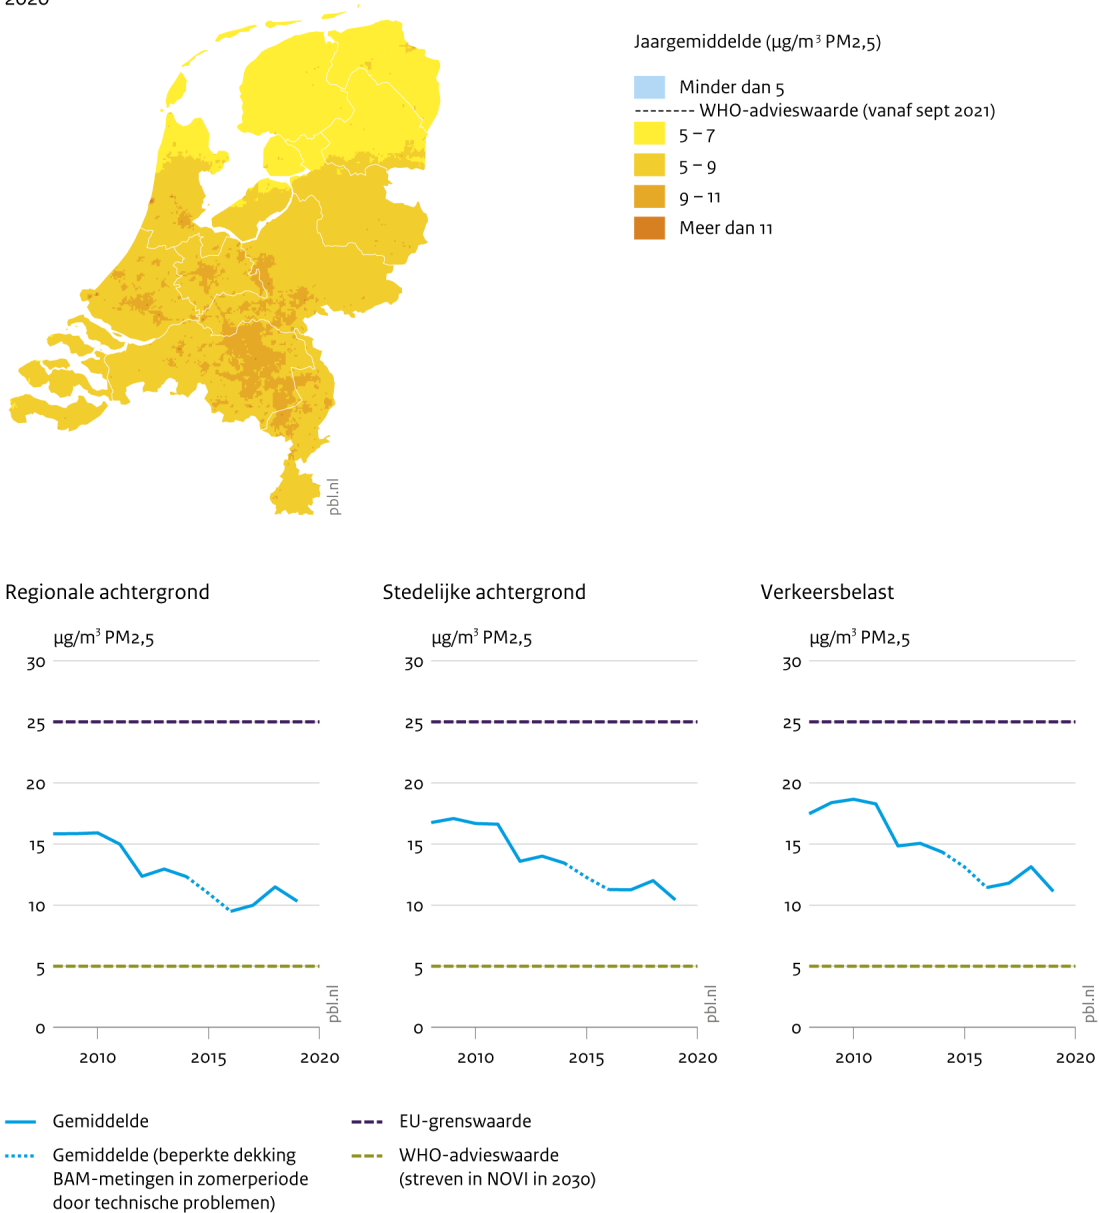 2020
Jaargemiddelde (µg/m³ PM2,5)
Minder dan 5
WHO-advieswaarde (vanaf sept 2021)
5 – 7
5 – 9
9 – 11
Meer dan 11
pbl.nl
Regionale achtergrond
µg/m³ PM2,5
30
25
20
15
10
5
0
2010
2015
2020
pbl.nl
Stedelijke achtergrond
µg/m³ PM2,5
30
25
20
15
10
5
0
2010
2015
2020
pbl.nl
Verkeersbelast
µg/m³ PM2,5
30
25
20
15
10
5
0
2010
2015
2020
pbl.nl
Gemiddelde
Gemiddelde (beperkte dekking
BAM-metingen in zomerperiode
door technische problemen)
EU-grenswaarde
WHO-advieswaarde
(streven in NOVI in 2030)